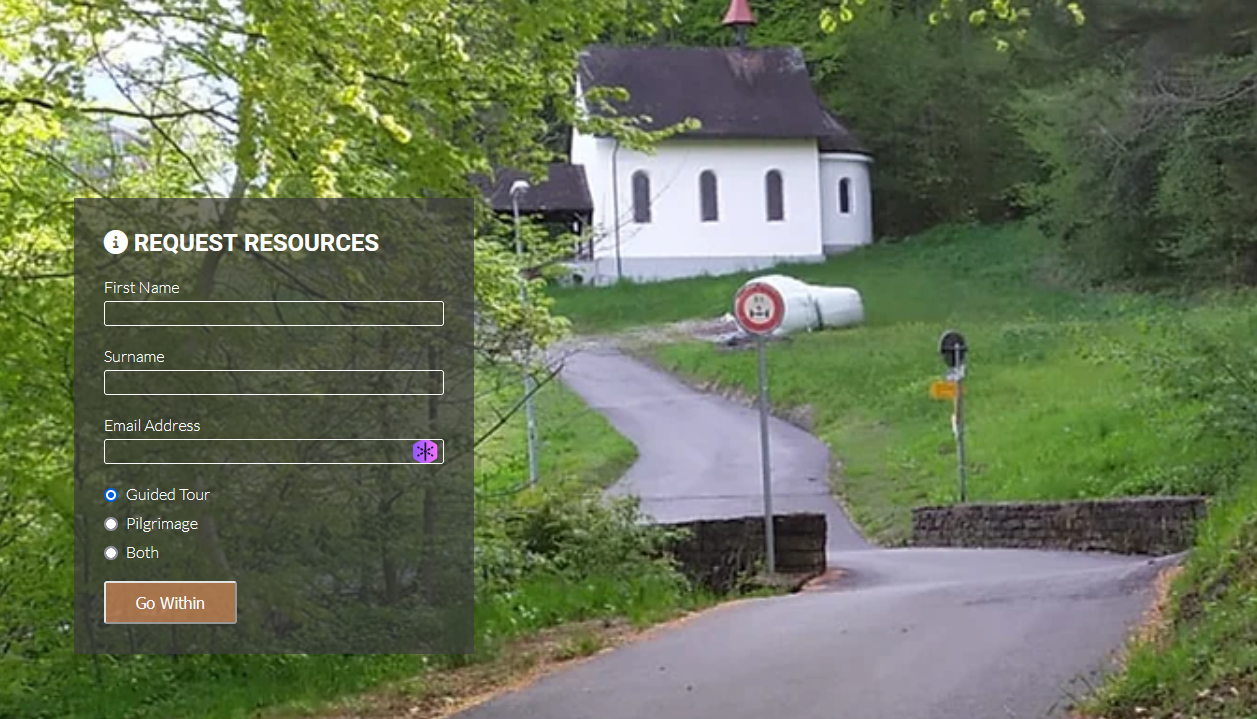 REQUEST RESOURCES
First Name
Surname
Email Address
Guided Tour
Pilgrimage
Both
Go Within